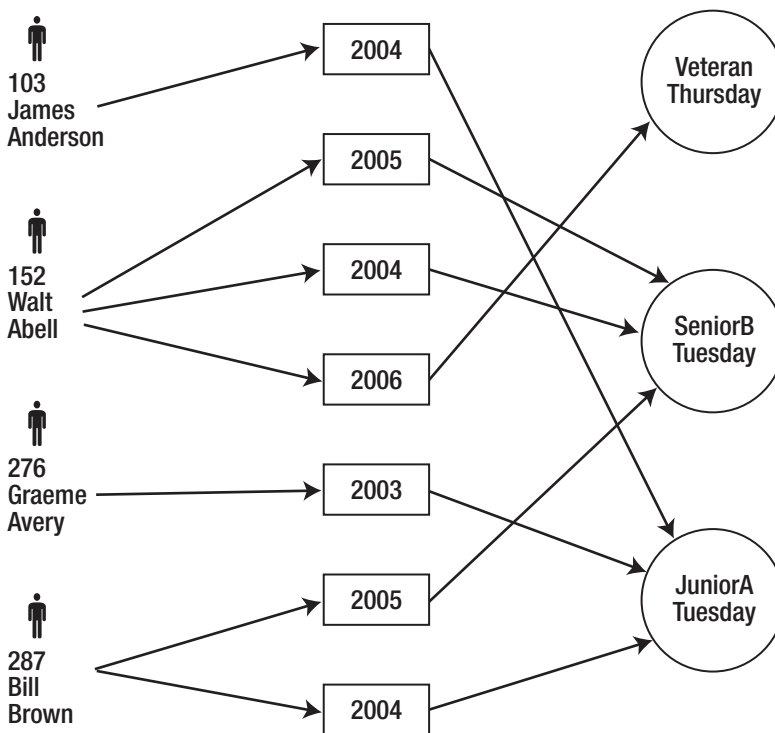 103
James
Anderson
152
Walt
Abell
276
Graeme
Avery
287
Bill
Brown
2004
2005
2004
2006
2003
2005
2004
Veteran
Thursday
SeniorB
Tuesday
JuniorA
Tuesday